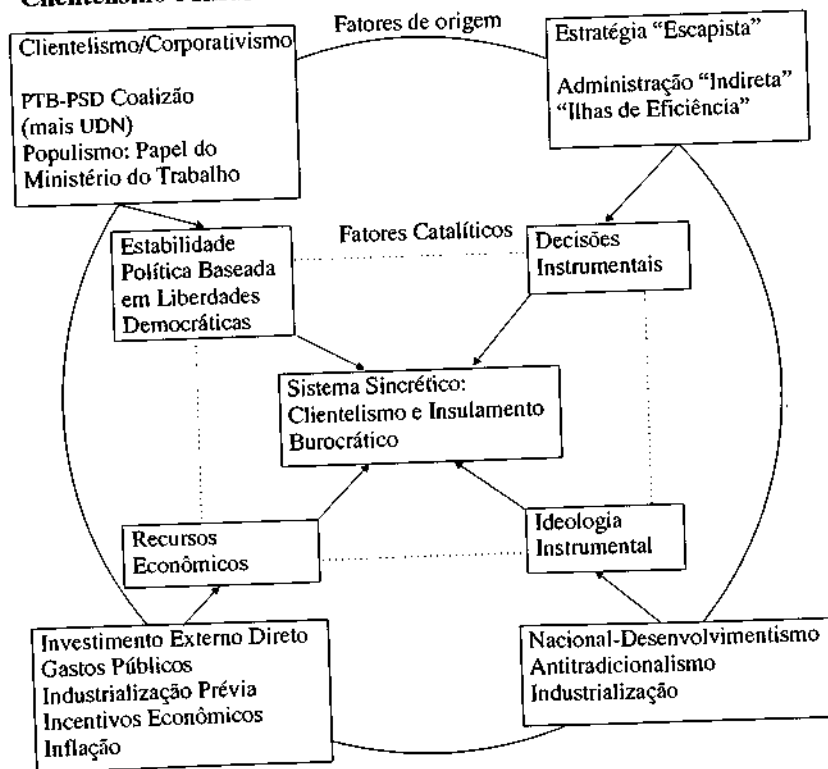 Fatores de origem
Clientelismo/Corporativismo
PTB-PSD Coalizão
(mais UDN)
Populismo: Papel do
Ministério do Trabalho
Estratégia “Escapista”
Administração “Indireta”
“Ilhas de Eficiência”
Estabilidade
Política Baseada
em Liberdades
Democráticas
Fatores Catalíticos
Decisões
Instrumentais
Sistema Sincrético:
Clientelismo e Insulamento
Burocrático
Recursos
Econômicos
Ideologia
Instrumental
Investimento Externo Direto
Gastos Públicos
Industrialização Prévia
Incentivos Econômicos
Inflação
Nacional-Desenvolvimentismo
Antitradicionalismo
Industrialização